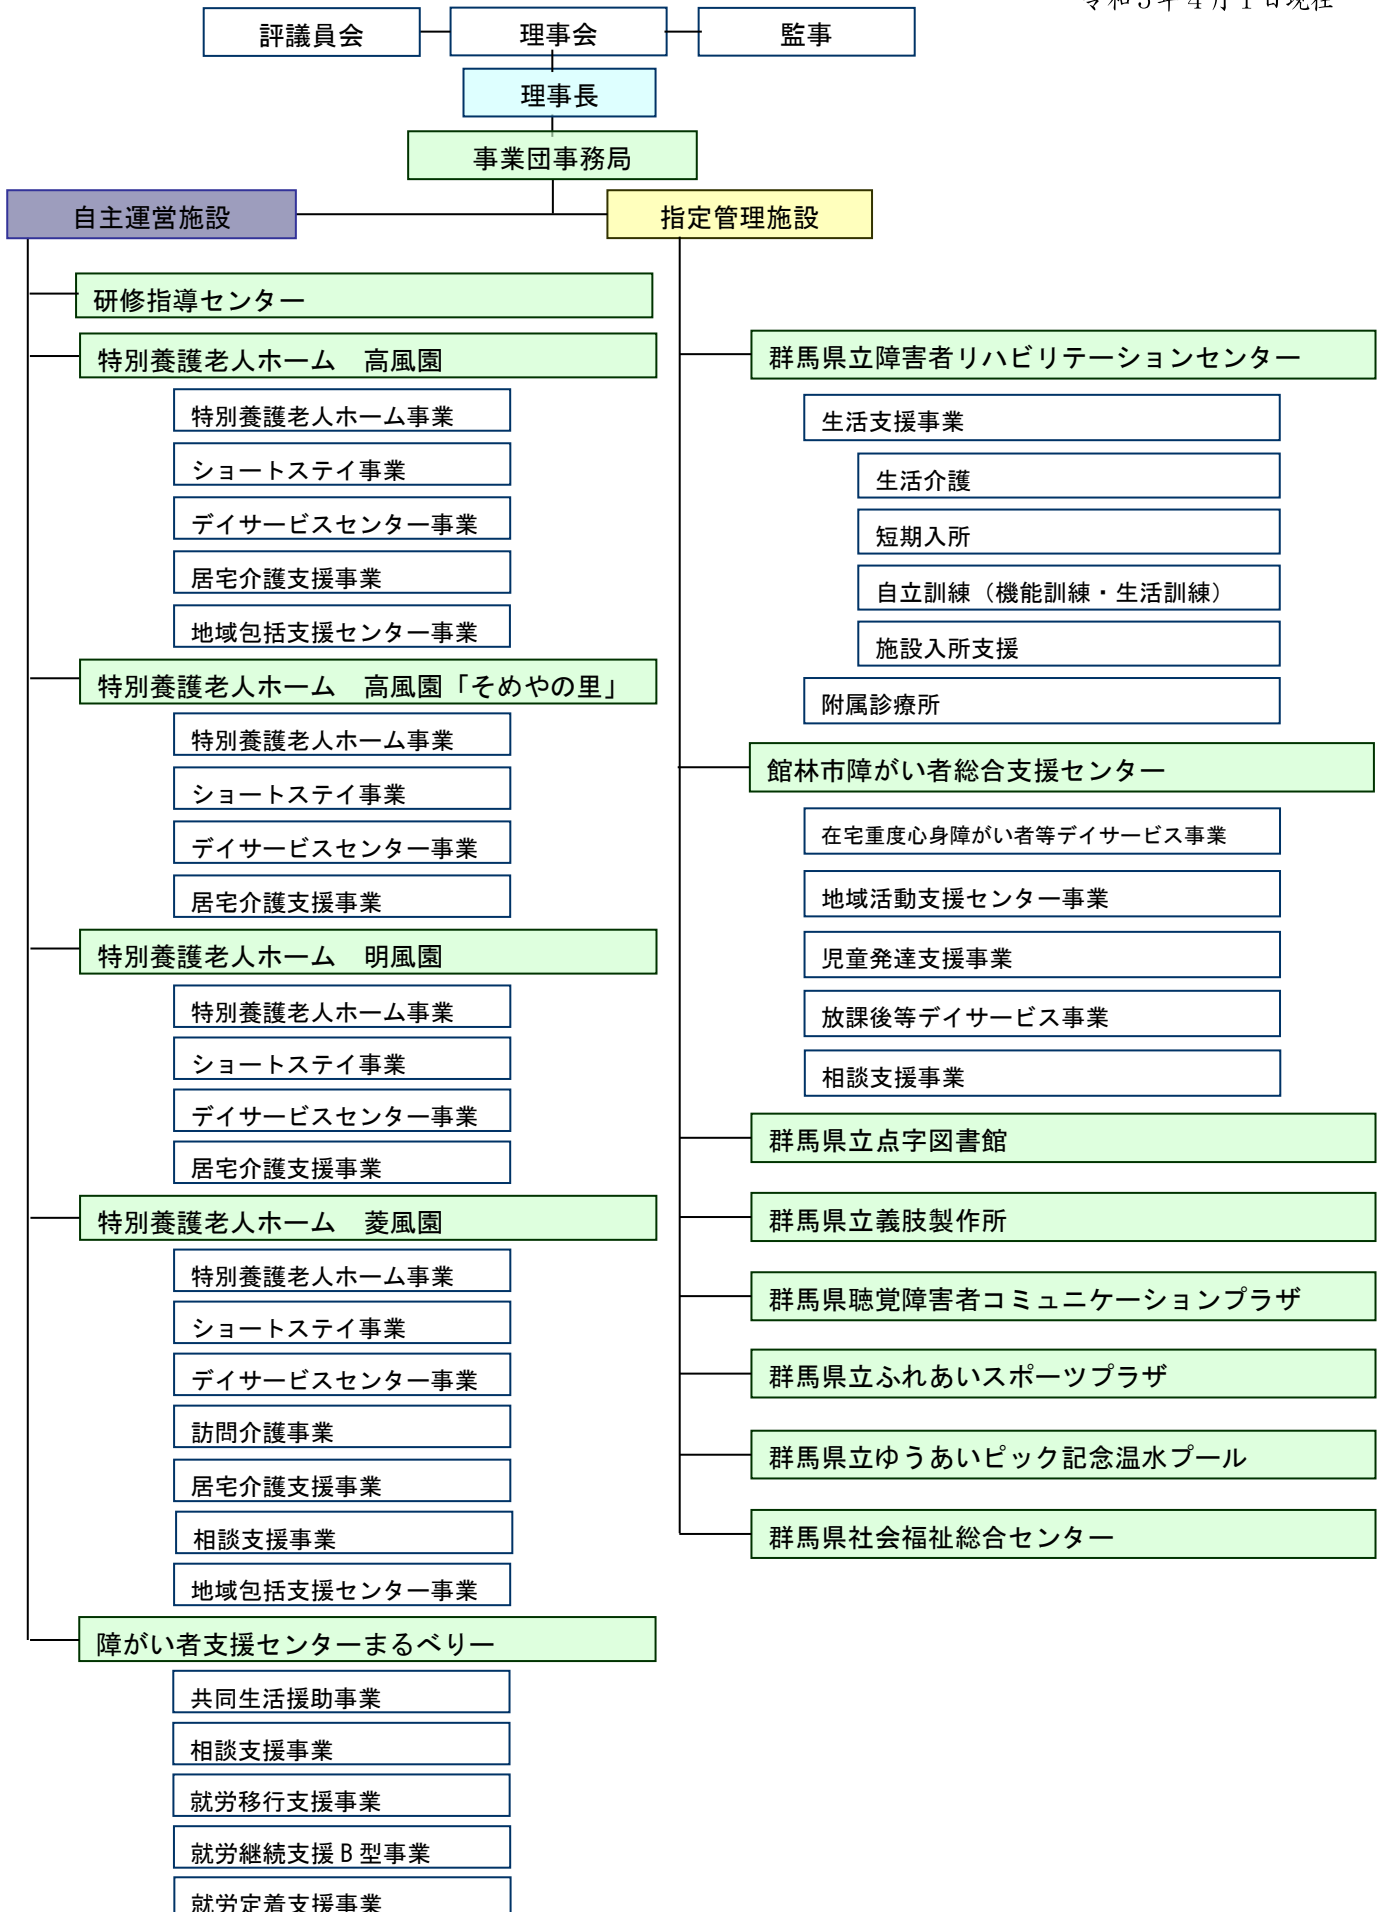 令和5年4月1日現在
評議員会
理事会
監事
理事長
事業団事務局
自主運営施設
指定管理施設
研修指導センター
特別養護老人ホーム　高風園
特別養護老人ホーム事業
ショートステイ事業
デイサービスセンター事業
居宅介護支援事業
地域包括支援センター事業
特別養護老人ホーム　高風園「そめやの里」
特別養護老人ホーム事業
ショートステイ事業
デイサービスセンター事業
居宅介護支援事業
特別養護老人ホーム　明風園
特別養護老人ホーム事業
ショートステイ事業
デイサービスセンター事業
居宅介護支援事業
特別養護老人ホーム　菱風園
特別養護老人ホーム事業
ショートステイ事業
デイサービスセンター事業
訪問介護事業
居宅介護支援事業
相談支援事業
地域包括支援センター事業
障がい者支援センターまるべりー
共同生活援助事業
相談支援事業
就労移行支援事業
就労継続支援B型事業
就労定着支援事業
群馬県立障害者リハビリテーションセンター
生活支援事業
生活介護
短期入所
自立訓練（機能訓練・生活訓練）
施設入所支援
附属診療所
館林市障がい者総合支援センター
在宅重度心身障がい者等デイサービス事業
地域活動支援センター事業
児童発達支援事業
放課後等デイサービス事業
相談支援事業
群馬県立点字図書館
群馬県立義肢製作所
群馬県聴覚障害者コミュニケーションプラザ
群馬県立ふれあいスポーツプラザ
群馬県立ゆうあいピック記念温水プール
群馬県社会福祉総合センター